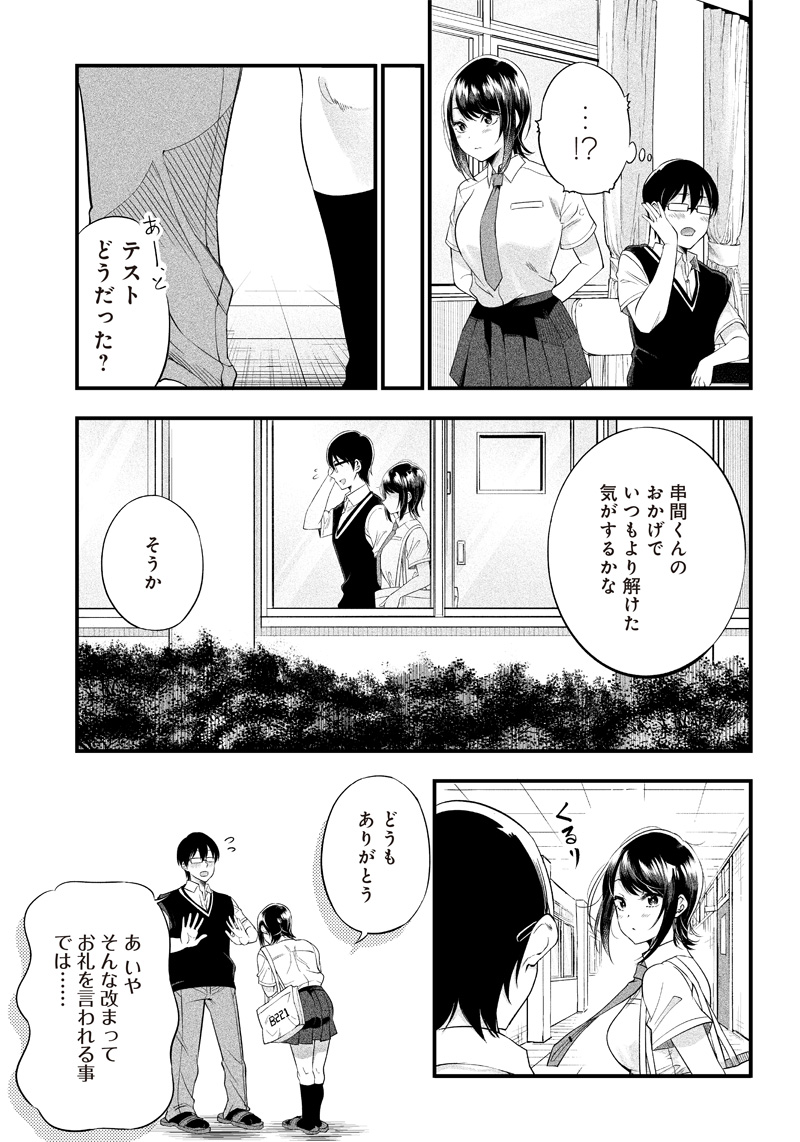 …!?
あー、と
テスト
どうだった?
串間くんの
おかげで
いつもより解けた
気がするかな
そうか
くるり
どうも
ありがとう
あ いや
そんな改まって
お礼を言われる事
では……
B221